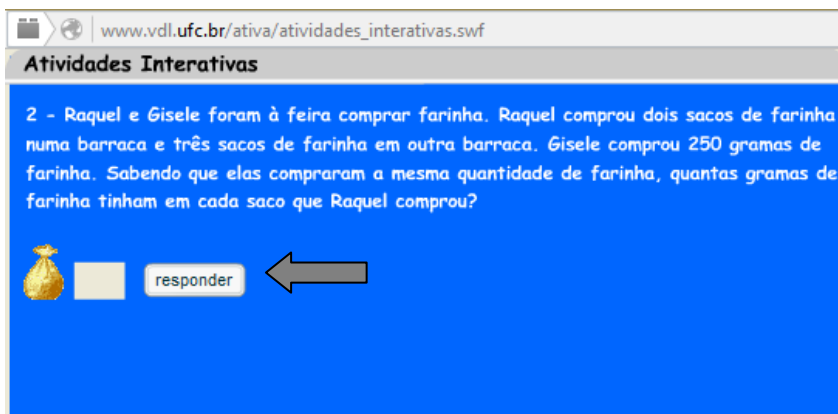 www.vdl.ufc.br/ativa/atividades_interativas.swf
Atividades Interativas
2 - Raquel e Gisele foram à feira comprar farinha. Raquel comprou dois sacos de farinha
numa barraca e três sacos de farinha em outra barraca. Gisele comprou 250 gramas de
farinha. Sabendo que elas compraram a mesma quantidade de farinha, quantas gramas de
farinha tinham em cada saco que Raquel comprou?
responder